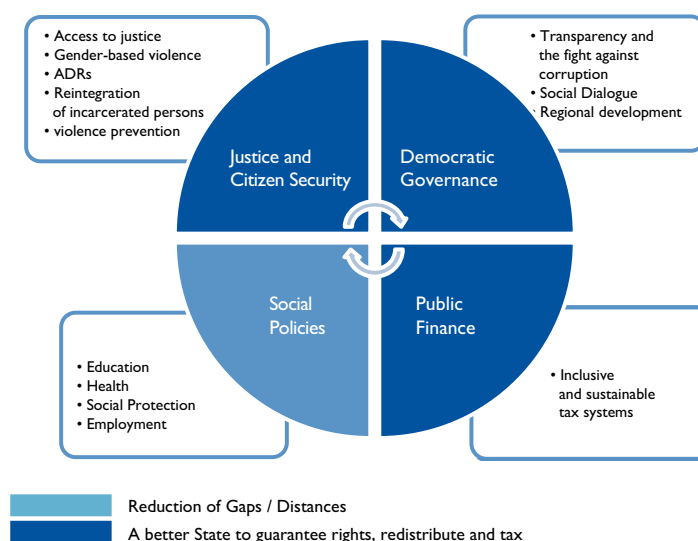 • Access to justice
• Gender-based violence
• ADRs
• Reintegration
of incarcerated persons
• violence prevention
• Transparency and
the fight against
corruption
• Social Dialogue
• Regional development
Justice and
Citizen Security
Democratic
Governance
Social
Policies
Public
Finance
• Education
• Health
• Social Protection
• Employment
• Inclusive
and sustainable
tax systems
Reduction of Gaps / Distances
A better State to guarantee rights, redistribute and tax